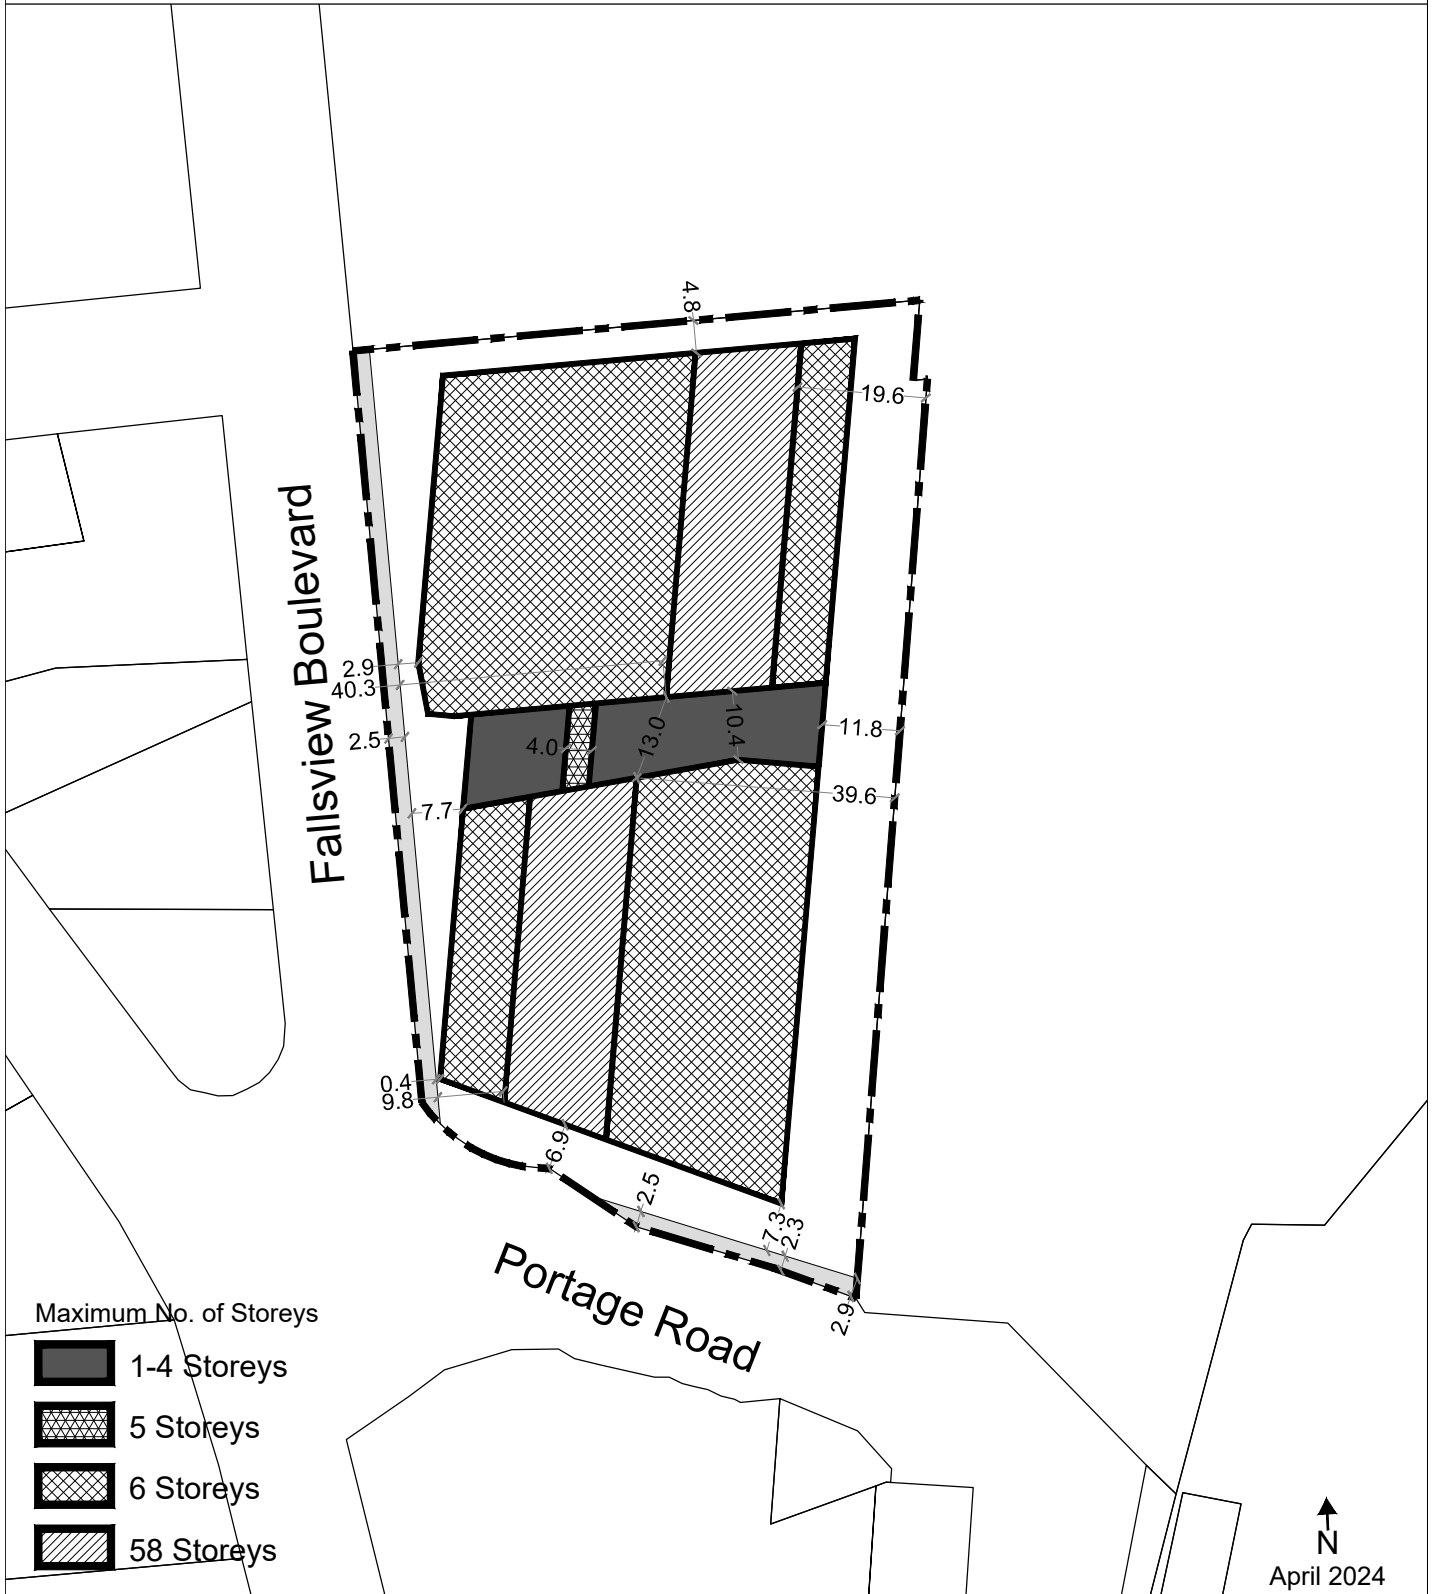 4.8
19.6
Fallsview Boulevard
2.9
40.3
2.5
4.0
13.0
10.4
11.8
39.6
7.7
0.4
9.8
6.9
2.5
7.3
2.3
2.9
Portage Road
Maximum No. of Storeys
1-4 Storeys
5 Storeys
6 Storeys
58 Storeys
N
April 2024